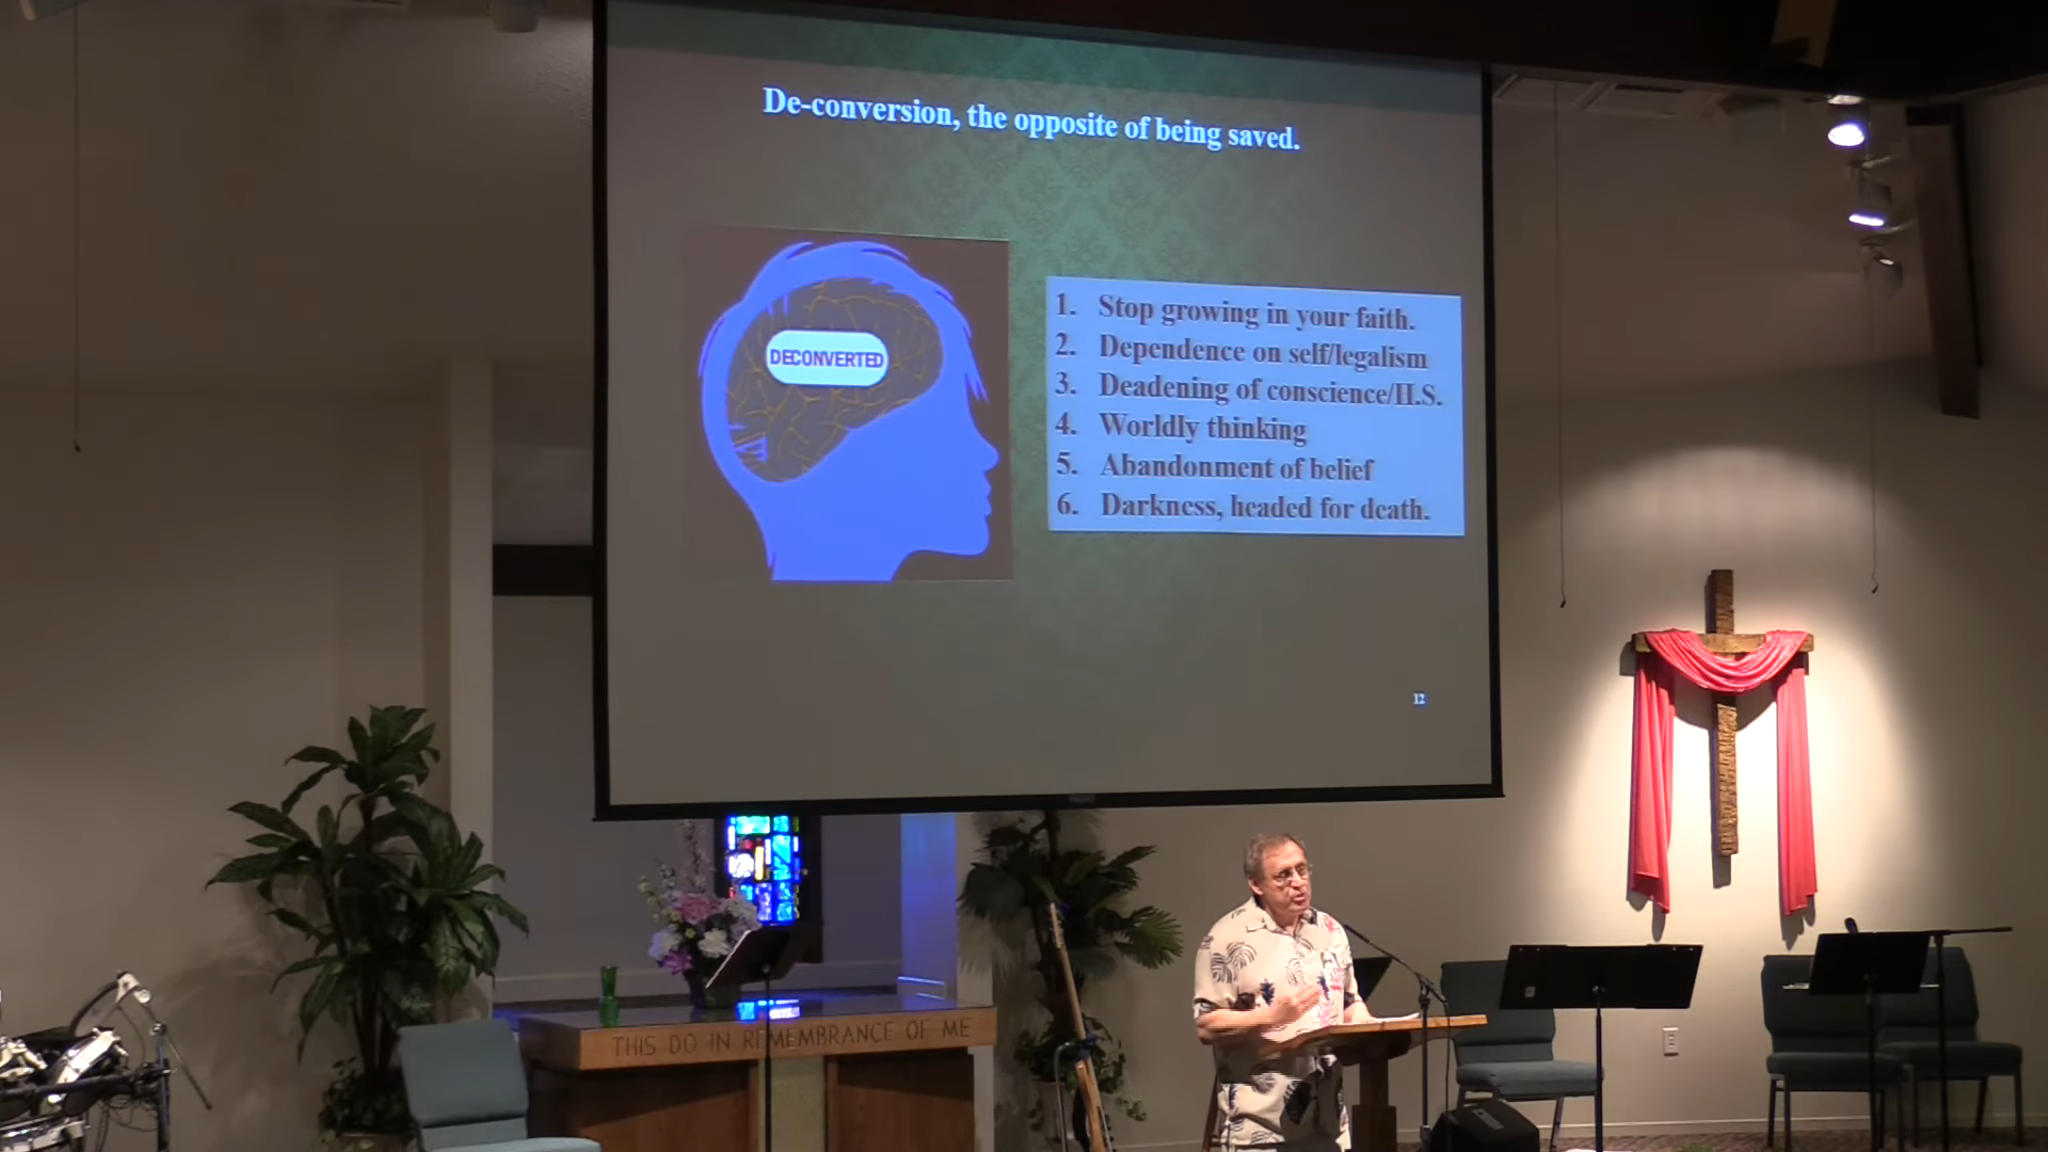 De-conversion, the opposite of being saved.
DECONVERTED
1. Stop growing in your faith.
2. Dependence on self/legalism
3. Deadening of conscience/H.S.
4. Worldly thinking
5. Abandonment of belief
6. Darkness, headed for death.
12
THIS DO IN REMEMBRANCE OF ME